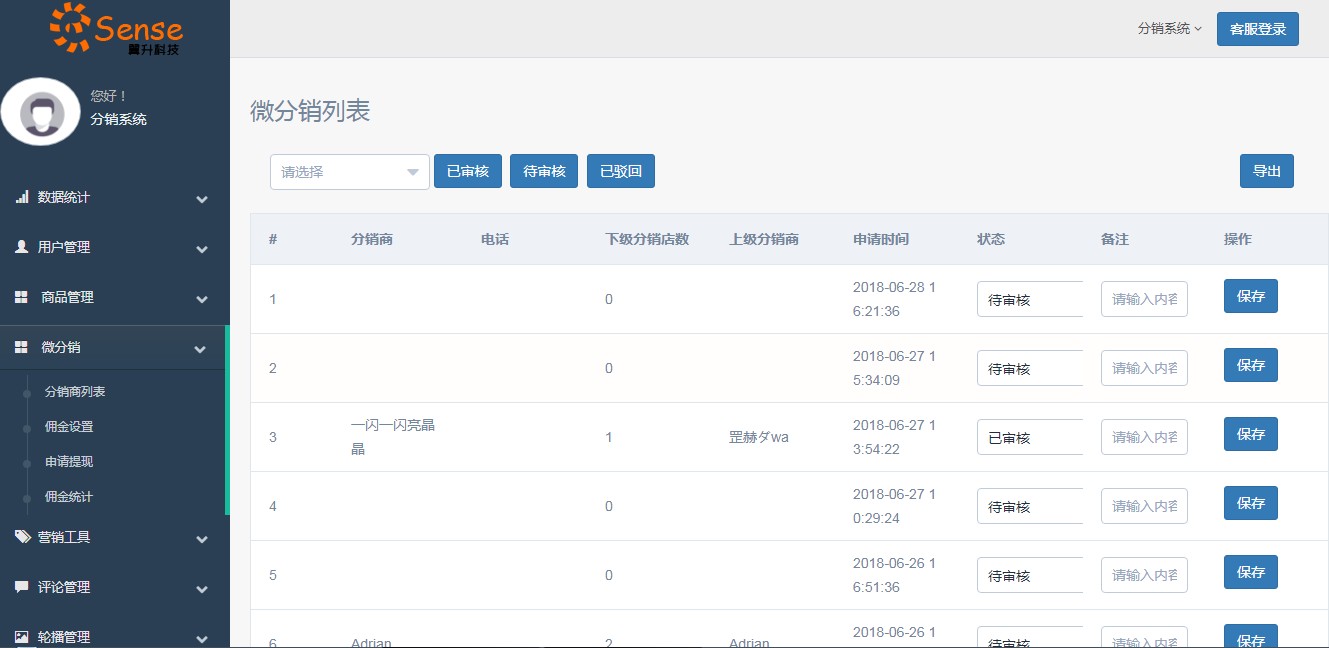 Sense
翼升科技
您好！
分销系统
数据统计
用户管理
商品管理
微分销
分销商列表
佣金设置
申请提现
佣金统计
营销工具
评论管理
轮播管理
分销系统
客服登录
微分销列表
请选择
已审核
待审核
已驳回
导出
# 分销商 电话 下级分销店数 上级分销商 申请时间 状态 备注 操作
1 0 2018-06-28 1 待审核 请输入内容 保存
6:21:36
2 0 2018-06-27 1 待审核 请输入内容 保存
5:34:09
3 一闪一闪亮晶 1 罡赫ダwa 2018-06-27 1 已审核 请输入内容 保存
晶 3:54:22
4 0 2018-06-27 1 待审核 请输入内容 保存
0:29:24
5 0 2018-06-26 1 待审核 请输入内容 保存
6:51:36
6 Adrian 2 Adrian 2018-06-26 1 待审核 请输入内容 保存